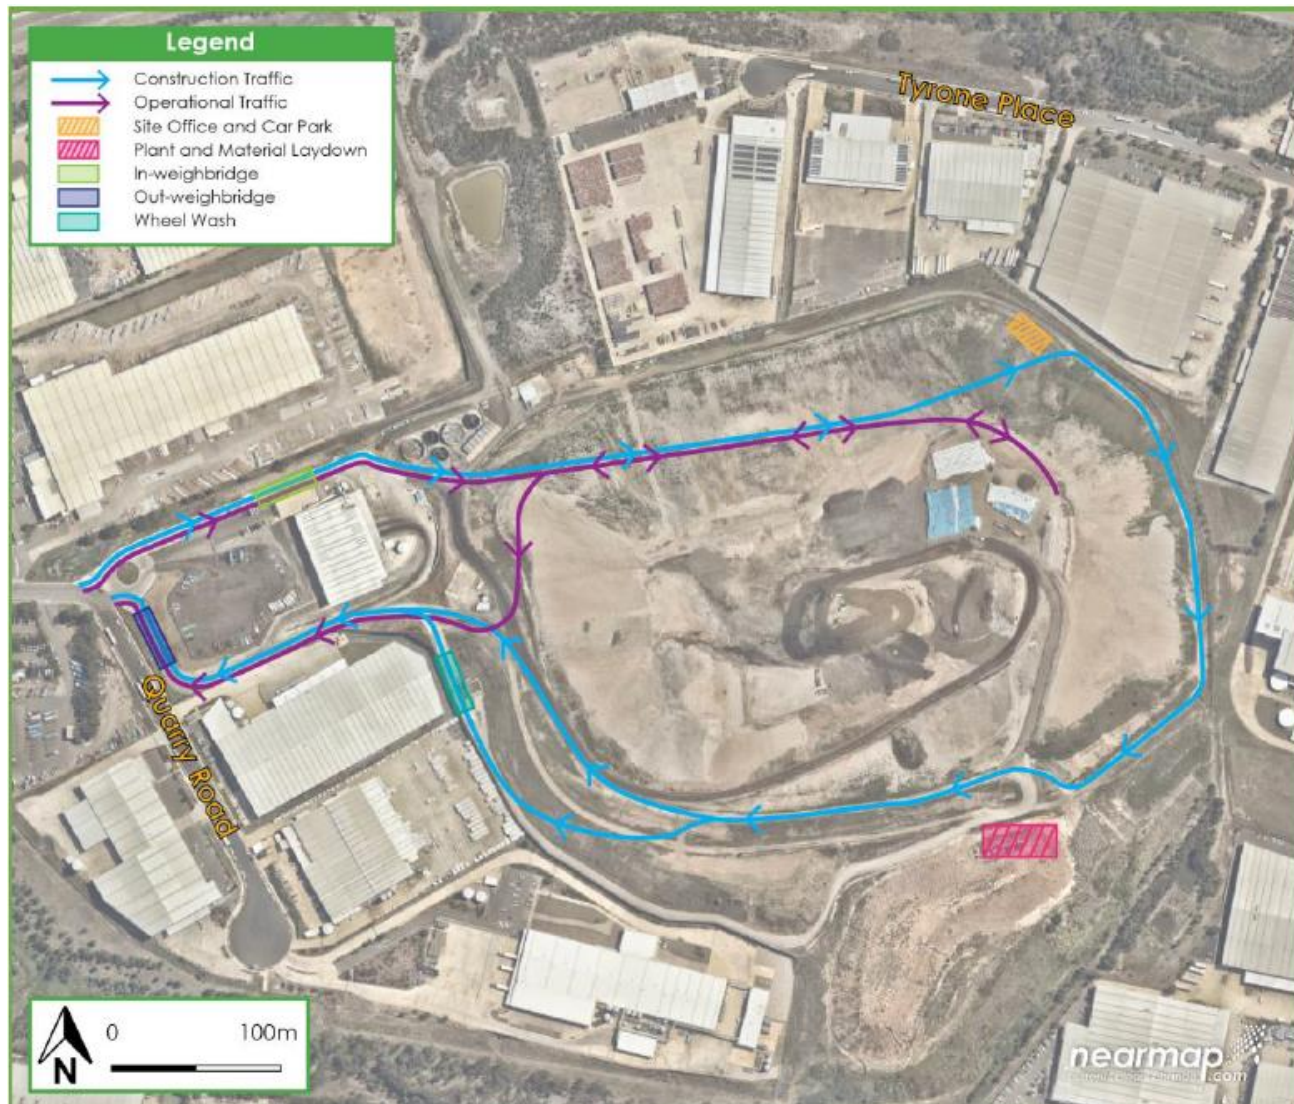 Legend
Construction Traffic
Operational Traffic
Site Office and Car Park
Plant and Material Laydown
In-weighbridge
Out-weighbridge
Wheel Wash
Tyrone Place
Quarry Road
0 100m
N
nearmap
.com